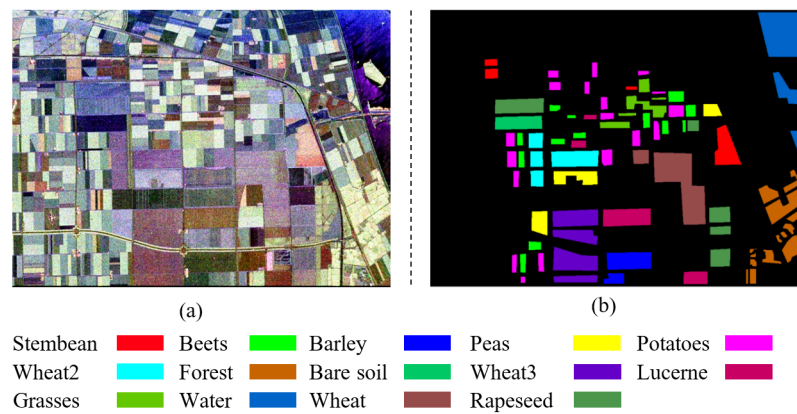 (a)
(b)
Stembean Beets Barley Peas Potatoes
Wheat2 Forest Bare soil Wheat3 Lucerne
Grasses Water Wheat Rapeseed